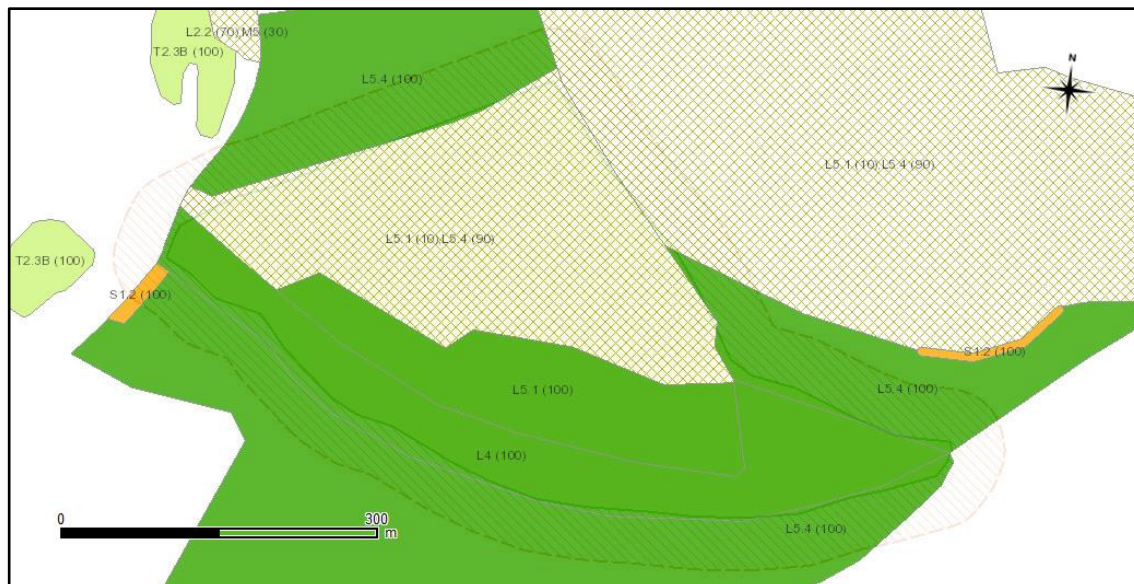 L2.2 (70),M5 (30)
T2.3B (100)
L5.4 (100)
N
L5.1 (10),L5.4 (90)
L5.1 (10),L5.4 (90)
T2.3B (100)
S1.2 (100)
S1.2 (100)
L5.1 (100)
L5.4 (100)
L4 (100)
0 300
m
L5.4 (100)